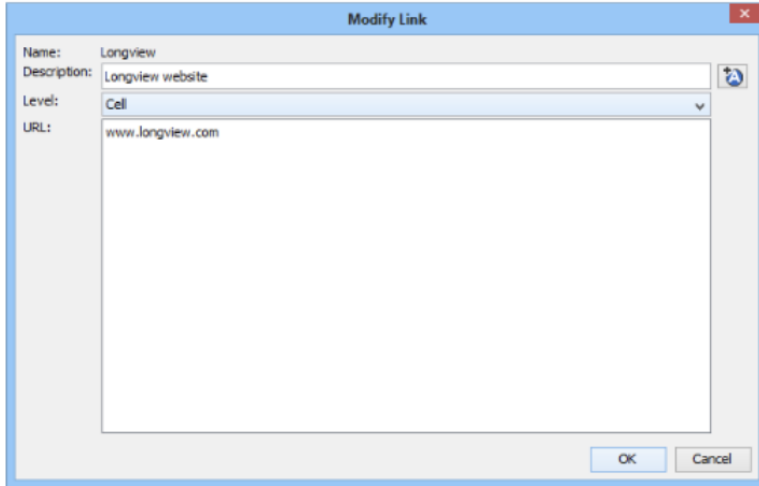 Modify Link
Name: Longview
Description: Longview website
Level: Cell
URL: www.longview.com
OK Cancel